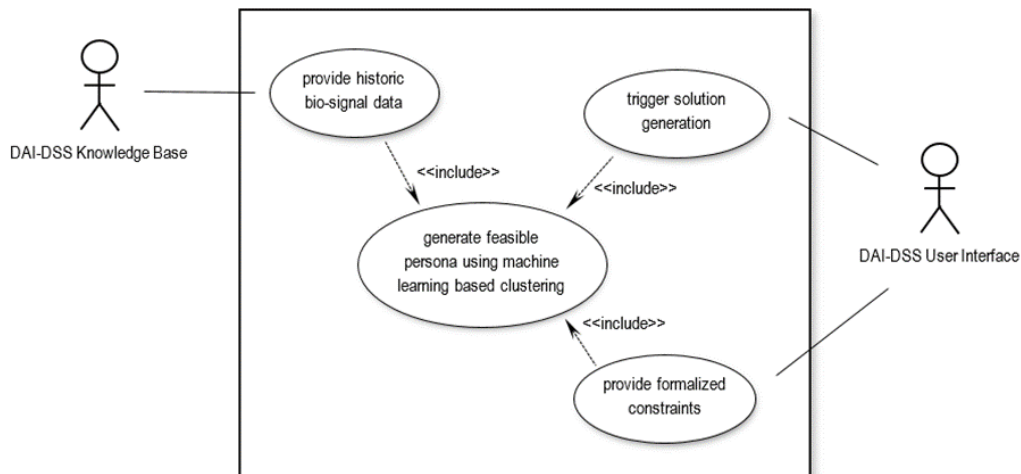 provide historic
bio-signal data
trigger solution
generation
DAI-DSS Knowledge Base
<<include>>
<<include>>
generate feasible
persona using machine
learning based clustering
DAI-DSS User Interface
<<include>>
provide formalized
constraints